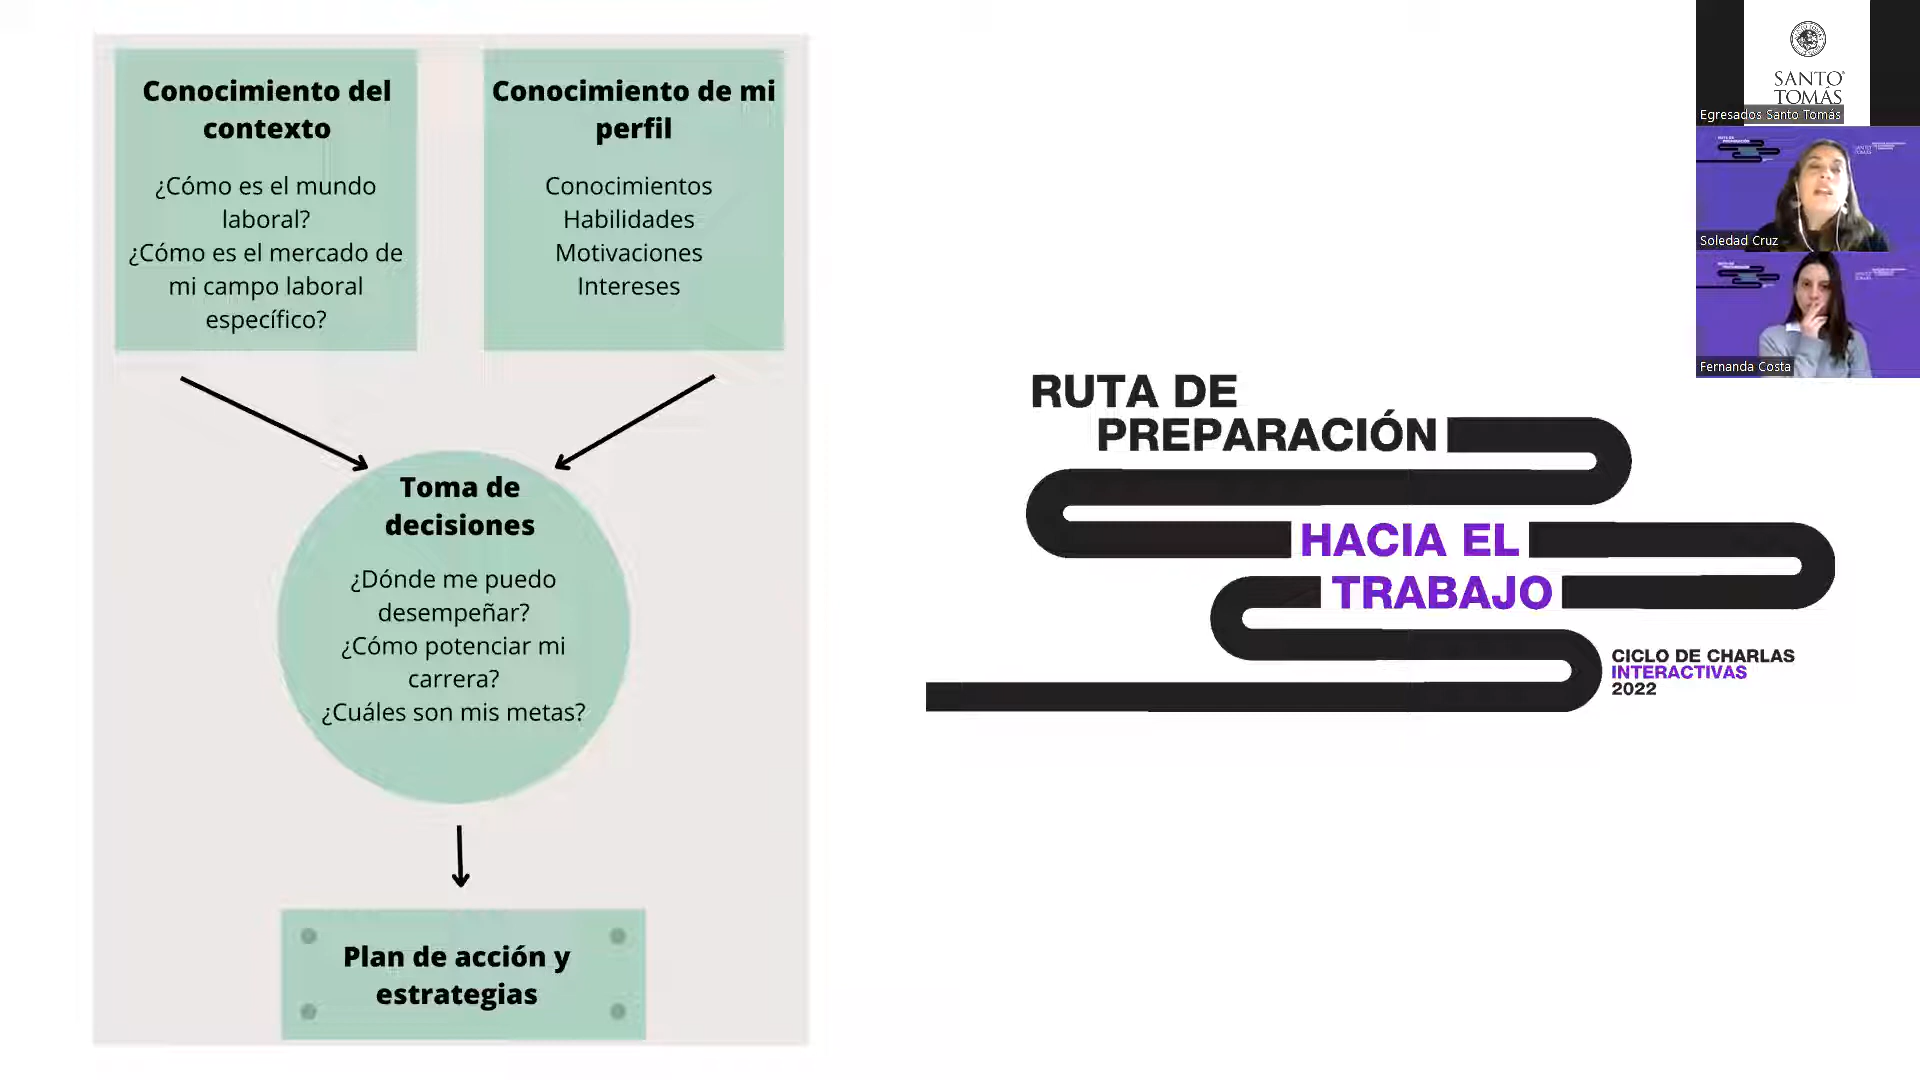 Conocimiento del
contexto
¿Cómo es el mundo
laboral?
¿Cómo es el mercado de
mi campo laboral
específico?
Conocimiento de mi
perfil
Conocimientos
Habilidades
Motivaciones
Intereses
Toma de
decisiones
¿Dónde me puedo
desempeñar?
¿Cómo potenciar mi
carrera?
¿Cuáles son mis metas?
Plan de acción y
estrategias
RUTA DE
PREPARACIÓN
HACIA EL
TRABAJO
CICLO DE CHARLAS
INTERACTIVAS
2022
SANTO
TOMÁS
Egresados Santo Tomás
Soledad Cruz
Fernanda Costa